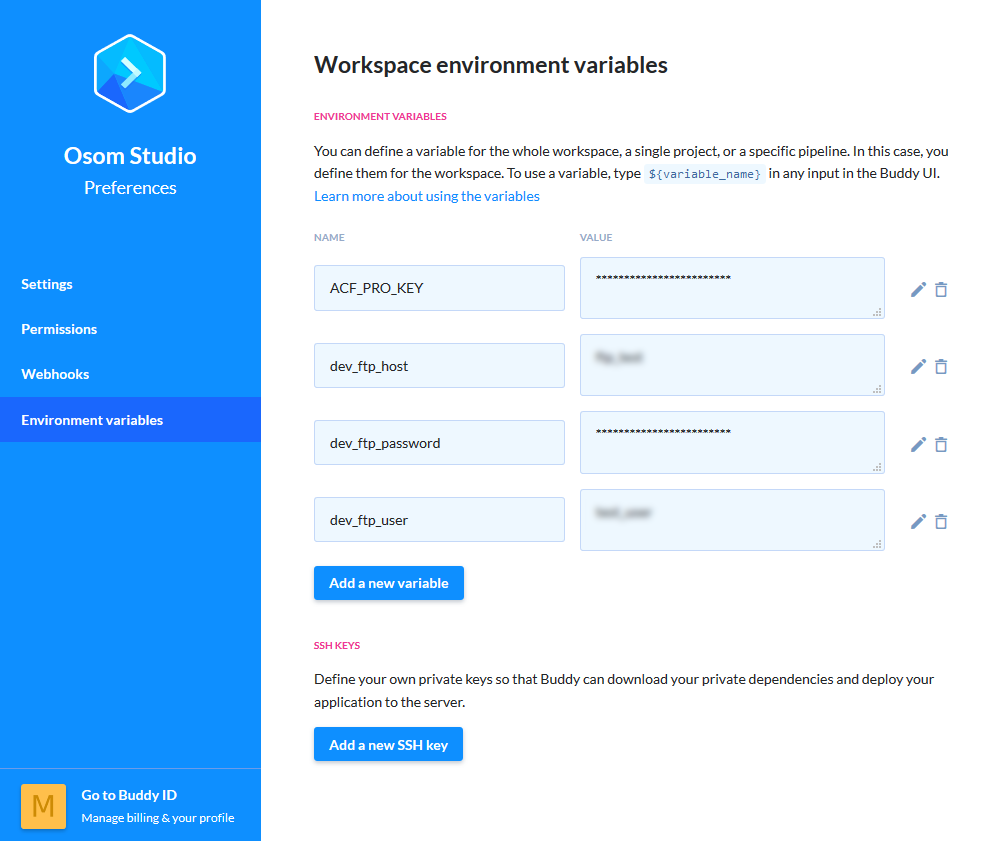 Osom Studio
Preferences
Settings
Permissions
Webhooks
Environment variables
M
Go to Buddy ID
Manage billing & your profile
Workspace environment variables
ENVIRONMENT VARIABLES
You can define a variable for the whole workspace, a single project, or a specific pipeline. In this case, you
define them for the workspace. To use a variable, type ${variable_name} in any input in the Buddy UI.
Learn more about using the variables
NAME VALUE
ACF_PRO_KEY ************************
dev_ftp_host
dev_ftp_password ************************
dev_ftp_user
Add a new variable
SSH KEYS
Define your own private keys so that Buddy can download your private dependencies and deploy your
application to the server.
Add a new SSH key